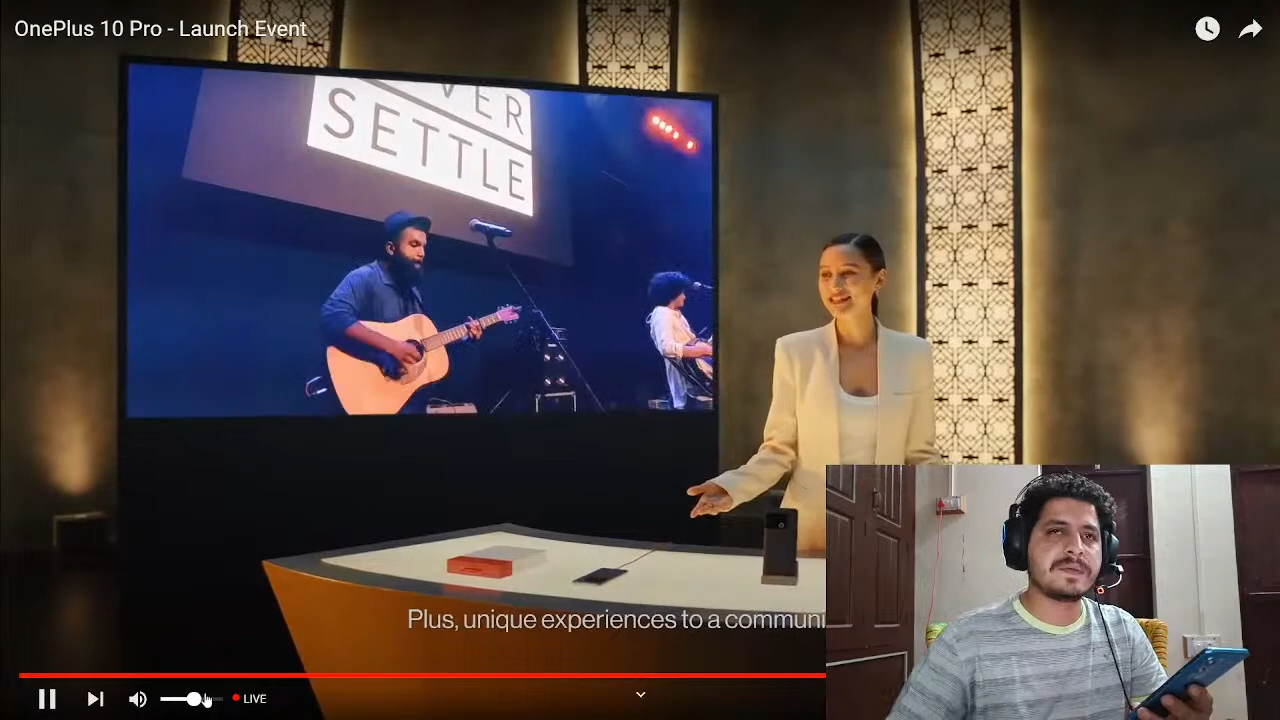 OnePlus 10 Pro - Launch Event
VER
SETTLE
Plus, unique experiences to a communi
LIVE